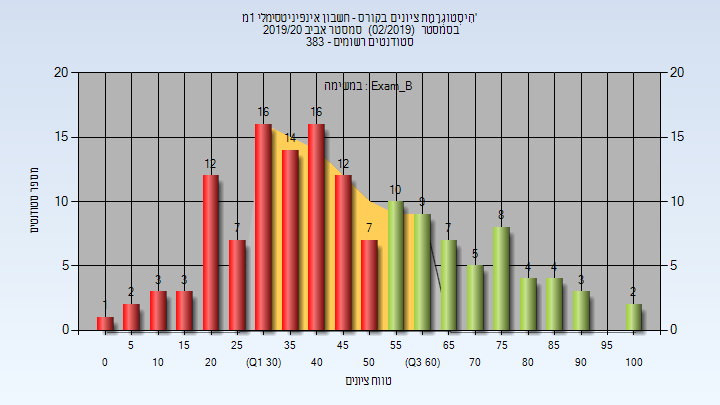 היסטוגרמת ציונים בקורס - חשבון אינפיניטסימלי 1מ'
בסמסטר (02/2019) סמסטר אביב 2019/20
סטודנטים רשומים - 383
במשימה : Exam_B
20 20
15 15
10 10
5 5
0 0
מספר סטודנטים
1 2 3 3 12 7 16 14 16 12 7 10 9 7 5 8 4 4 3 2
5 15 25 35 45 55 65 75 85 95
0 10 20 (Q1 30) 40 50 (Q3 60) 70 80 90 100
טווח ציונים